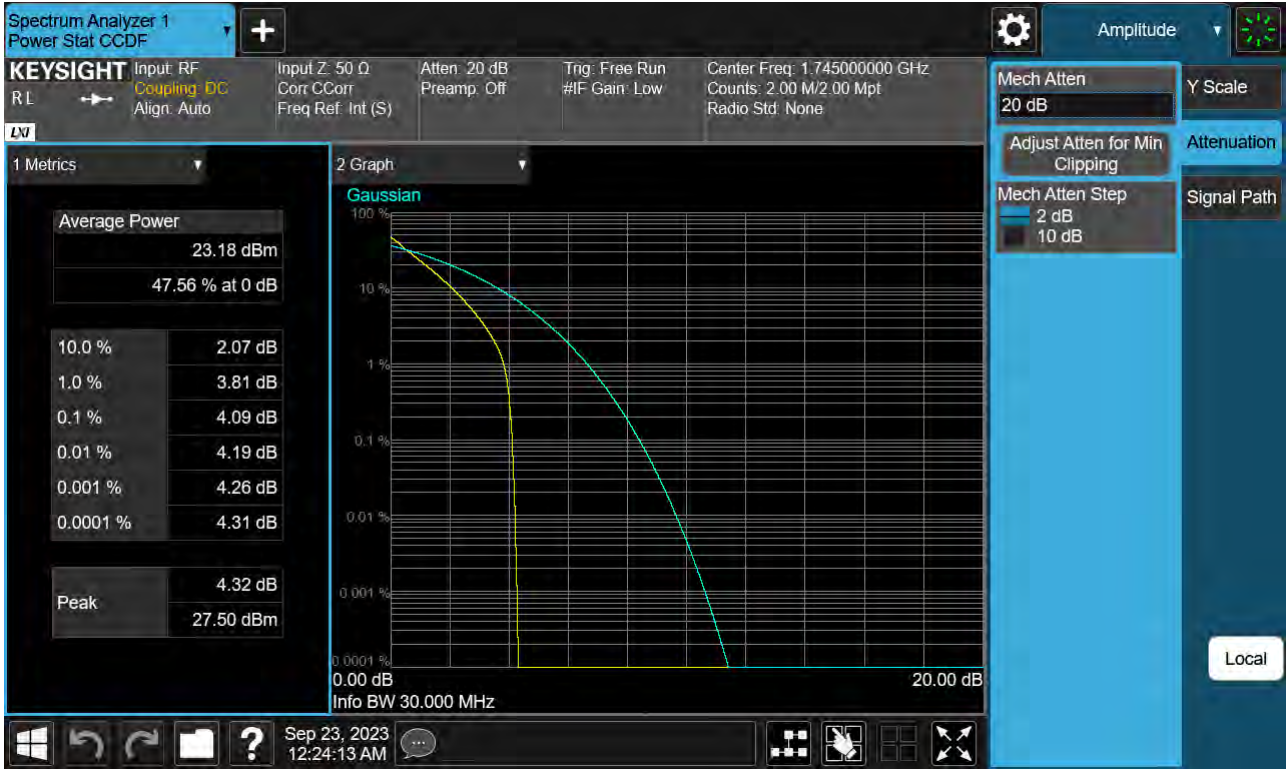 Spectrum Analyzer 1
Power Stat CCDF
Amplitude
KEYSIGHT
RL
LXI
Input: RF
Coupling: DC
Align: Auto
Input Z: 50 Ω
Corr CCorr
Freq Ref: Int (S)
Atten: 20 dB
Preamp: Off
Trig: Free Run
#IF Gain: Low
Center Freq: 1.745000000 GHz
Counts: 2.00 M/2.00 Mpt
Radio Std: None
1 Metrics
Average Power
23.18 dBm
47.56 % at 0 dB
10.0 % 2.07 dB
1.0 % 3.81 dB
0.1 % 4.09 dB
0.01 % 4.19 dB
0.001 % 4.26 dB
0.0001 % 4.31 dB
Peak
4.32 dB
27.50 dBm
2 Graph
Gaussian
100 %
10 %
1 %
0.1 %
0.01 %
0.001 %
0.0001 %
0.00 dB 20.00 dB
Info BW 30.000 MHz
Mech Atten
20 dB
Adjust Atten for Min
Clipping
Mech Atten Step
2 dB
10 dB
Y Scale
Attenuation
Signal Path
Local
?
Sep 23, 2023
12:24:13 AM